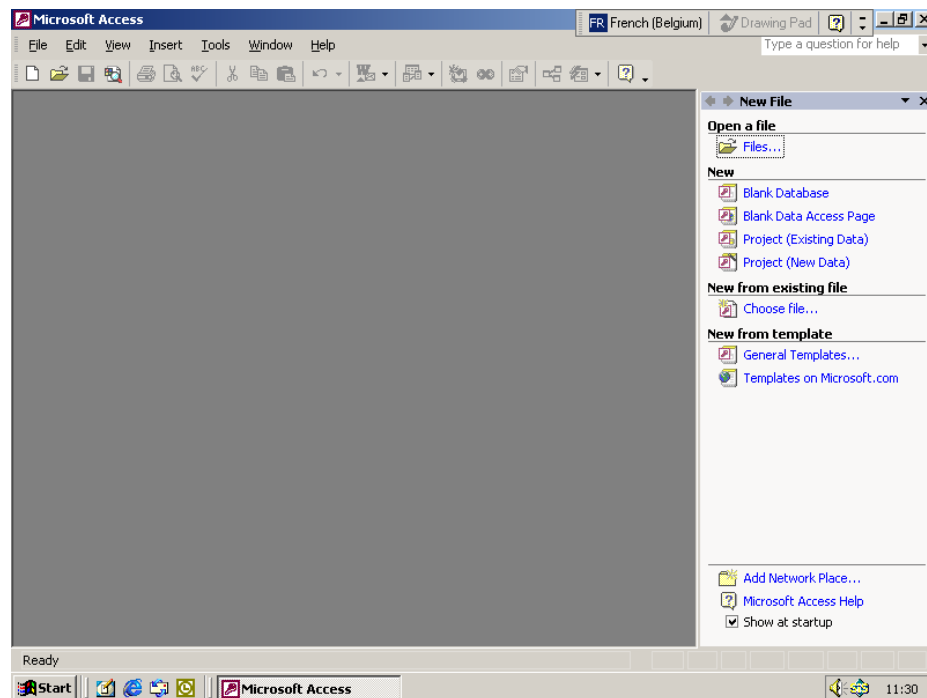 Microsoft Access
FR French (Belgium) Drawing Pad
File Edit View Insert Tools Window Help
Type a question for help
New File
Open a file
Files...
New
Blank Database
Blank Data Access Page
Project (Existing Data)
Project (New Data)
New from existing file
Choose file...
New from template
General Templates...
Templates on Microsoft.com
Add Network Place...
Microsoft Access Help
Show at startup
Ready
Start Microsoft Access 11:30